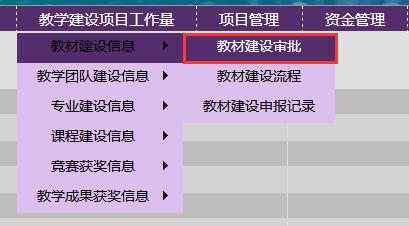 教学建设项目工作量 项目管理 资金管理
教材建设信息 教材建设审批
教学团队建设信息 教材建设流程
专业建设信息 教材建设申报记录
课程建设信息
竞赛获奖信息
教学成果获奖信息